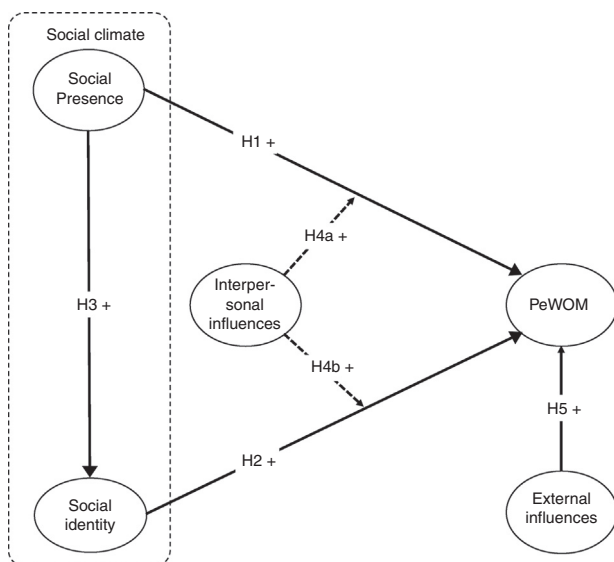 Social climate
Social
Presence
H1 +
H4a +
Interper-
sonal
influences
PeWOM
H3 +
H4b +
H5 +
H2 +
Social
identity
External
influences